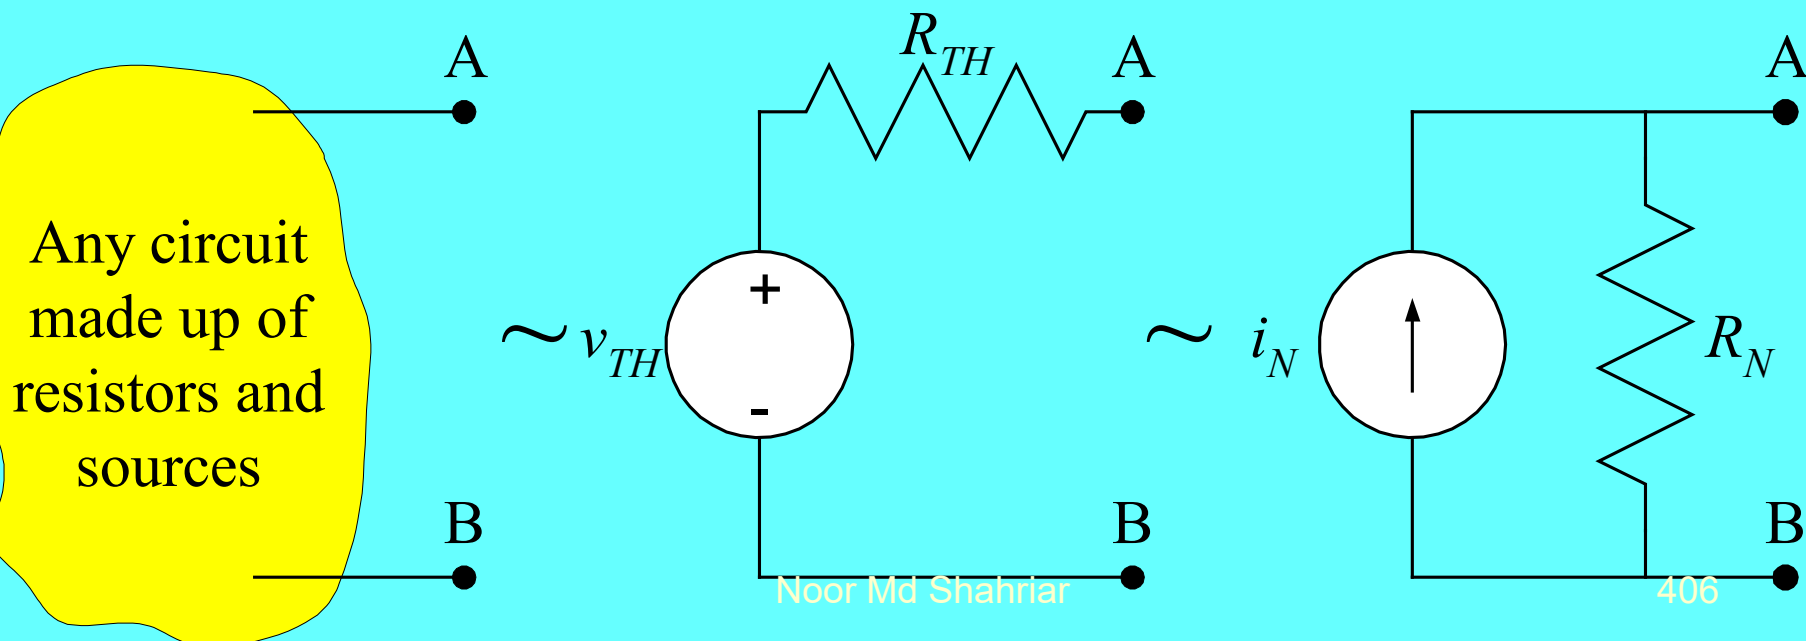 Any circuit
made up of
resistors and
sources
A
B
~
v_TH
+
-
R_TH
A
B
~
i_N
R_N
A
B
Noor Md Shahriar
406